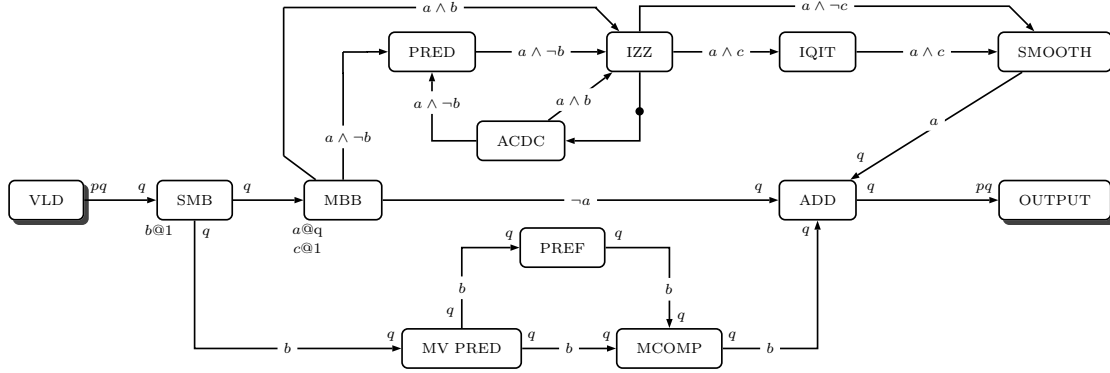 a ∧ b
a ∧ ¬c
PRED
a ∧ ¬b
IZZ
a ∧ c
IQIT
a ∧ c
SMOOTH
a ∧ ¬b
a ∧ b
a ∧ ¬b
ACDC
a
q
VLD
pq
q
SMB
q
MBB
¬a
q
ADD
q
pq
OUTPUT
b@1
q
a@q
c@1
q
PREF
q
q
b
b
q
q
b
q
MV PRED
q
b
q
MCOMP
q
b